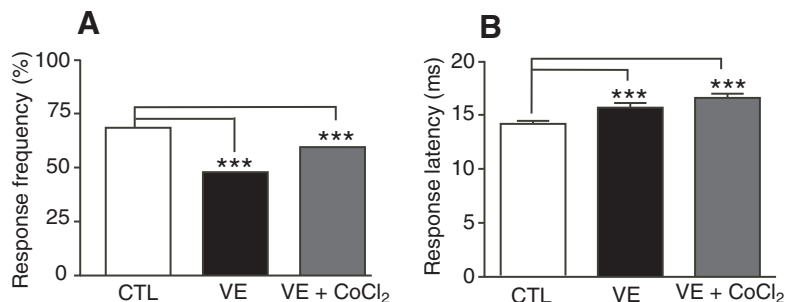 A
Response frequency (%)
100
75
50
25
0
***
***
CTL
VE
VE + CoCl₂
B
Response latency (ms)
20
15
10
5
0
***
***
CTL
VE
VE + CoCl₂